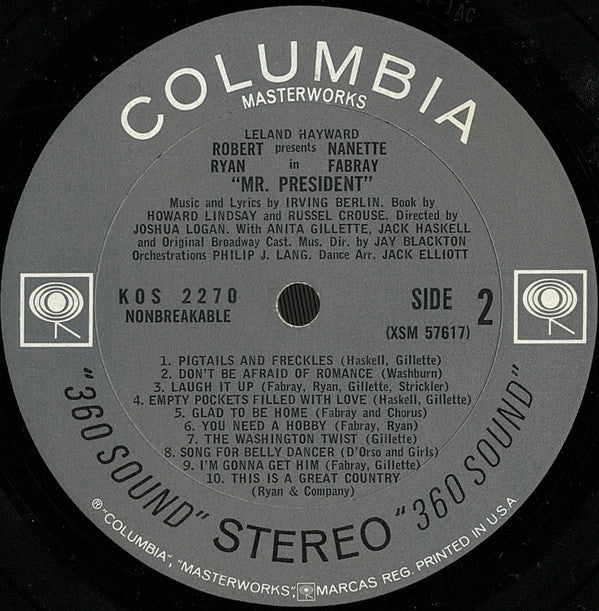 COLUMBIA
MASTERWORKS
LELAND HAYWARD
ROBERT presents NANETTE
RYAN in FABRAY
"MR. PRESIDENT"
Music and Lyrics by IRVING BERLIN. Book by
HOWARD LINDSAY and RUSSEL CROUSE. Directed by
JOSHUA LOGAN. With ANITA GILLETTE, JACK HASKELL
and Original Broadway Cast. Mus. Dir. by JAY BLACKTON
Orchestrations PHILIP J. LANG. Dance Arr. JACK ELLIOTT
KOS 2270
NONBREAKABLE
SIDE 2
(XSM 57617)
1. PIGTAILS AND FRECKLES (Haskell, Gillette)
2. DON'T BE AFRAID OF ROMANCE (Washburn)
3. LAUGH IT UP (Fabray, Ryan, Gillette, Strickler)
4. EMPTY POCKETS FILLED WITH LOVE (Haskell, Gillette)
5. GLAD TO BE HOME (Fabray and Chorus)
6. YOU NEED A HOBBY (Fabray, Ryan)
7. THE WASHINGTON TWIST (Gillette)
8. SONG FOR BELLY DANCER (D'Orso and Girls)
9. I'M GONNA GET HIM (Fabray, Gillette)
10. THIS IS A GREAT COUNTRY
(Ryan & Company)
"360 SOUND" STEREO "360 SOUND"
® "COLUMBIA", "MASTERWORKS", MARCAS REG. PRINTED IN U.S.A.